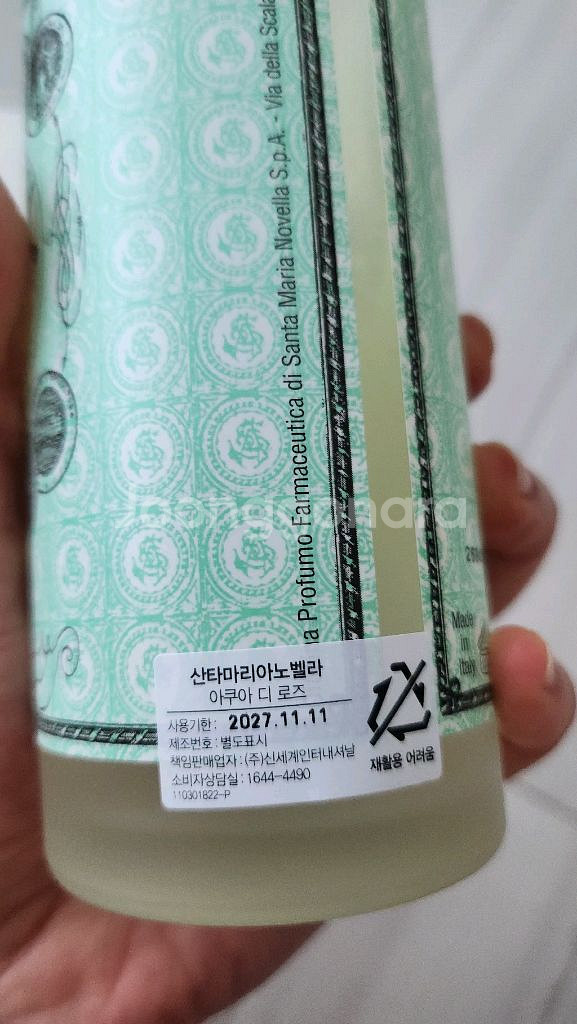 Profumo Farmaceutica di Santa Maria Novella S.p.A. - Via della Scala
Made
in
Italy
산타마리아노벨라
아쿠아 디 로즈
사용기한 : 2027.11.11
제조번호 : 별도표시
책임판매업자 : (주)신세계인터내셔날
소비자상담실 : 1644-4490
110301822-P
재활용 어려움